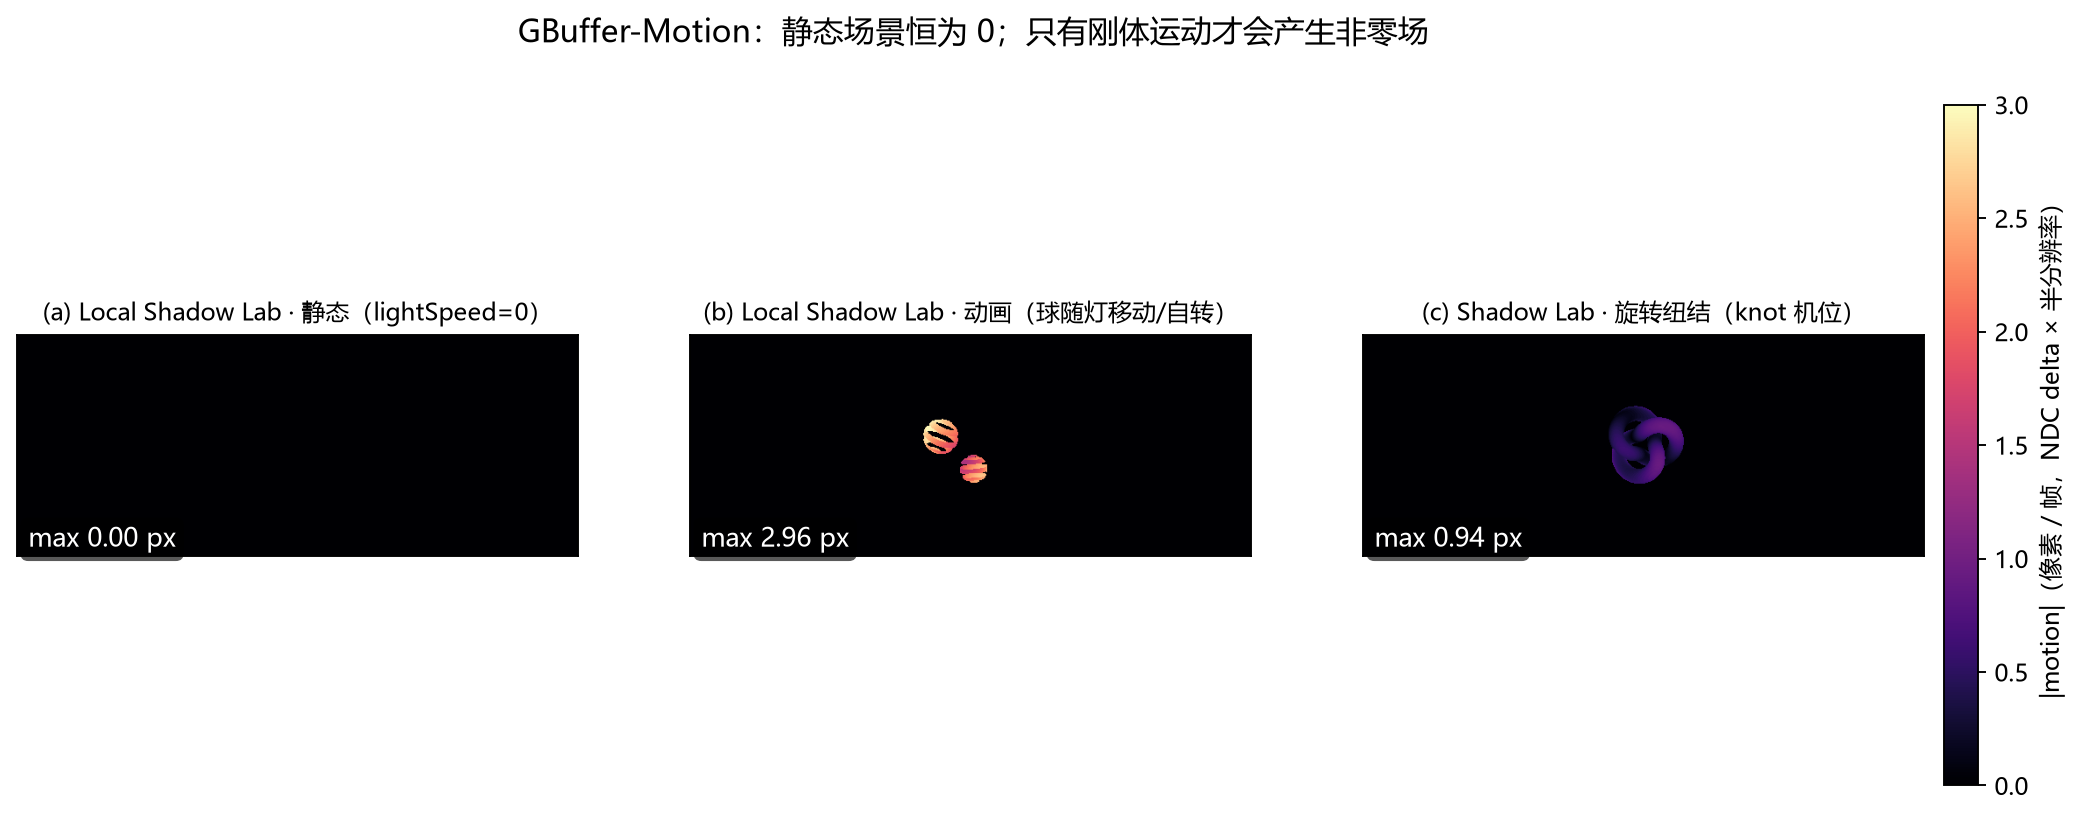 GBuffer-Motion：静态场景恒为 0；只有刚体运动才会产生非零场
(a) Local Shadow Lab · 静态（lightSpeed=0）
max 0.00 px
(b) Local Shadow Lab · 动画（球随灯移动/自转）
max 2.96 px
(c) Shadow Lab · 旋转纽结（knot 机位）
max 0.94 px
3.0
2.5
2.0
1.5
1.0
0.5
0.0
|motion|（像素 / 帧， NDC delta × 半分辨率）